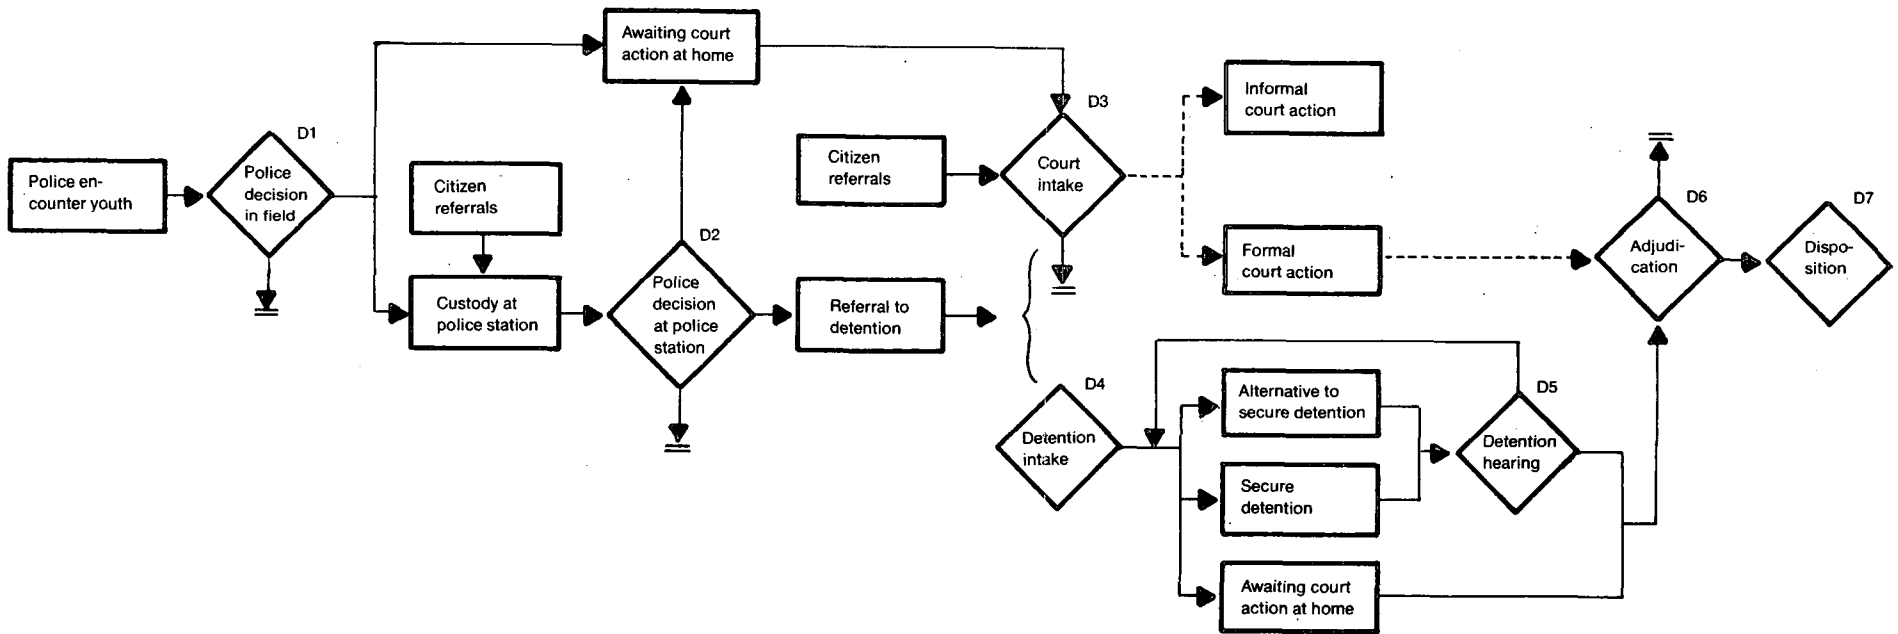 Police en-
counter youth
D1
Police
decision
in field
Awaiting court
action at home
Citizen
referrals
Custody at
police station
D2
Police
decision
at police
station
Citizen
referrals
Referral to
detention
D3
Court
intake
Informal
court action
Formal
court action
D4
Detention
intake
Alternative to
secure detention
Secure
detention
Awaiting court
action at home
D5
Detention
hearing
D6
Adjudi-
cation
D7
Dispo-
sition